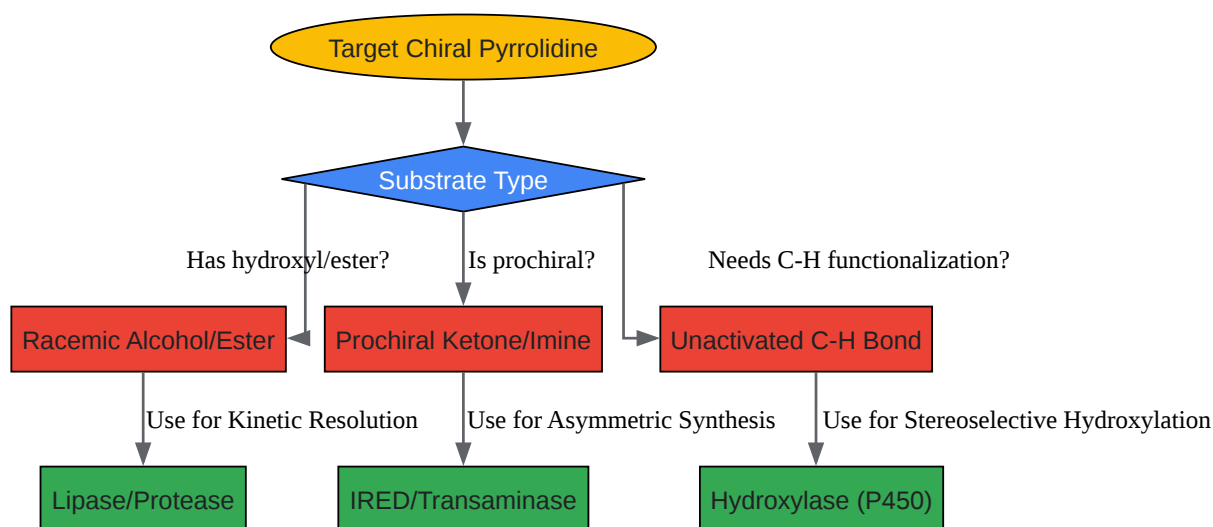 Target Chiral Pyrrolidine
Substrate Type
Has hydroxyl/ester?
Is prochiral?
Needs C-H functionalization?
Racemic Alcohol/Ester
Prochiral Ketone/Imine
Unactivated C-H Bond
Use for Kinetic Resolution
Use for Asymmetric Synthesis
Use for Stereoselective Hydroxylation
Lipase/Protease
IRED/Transaminase
Hydroxylase (P450)